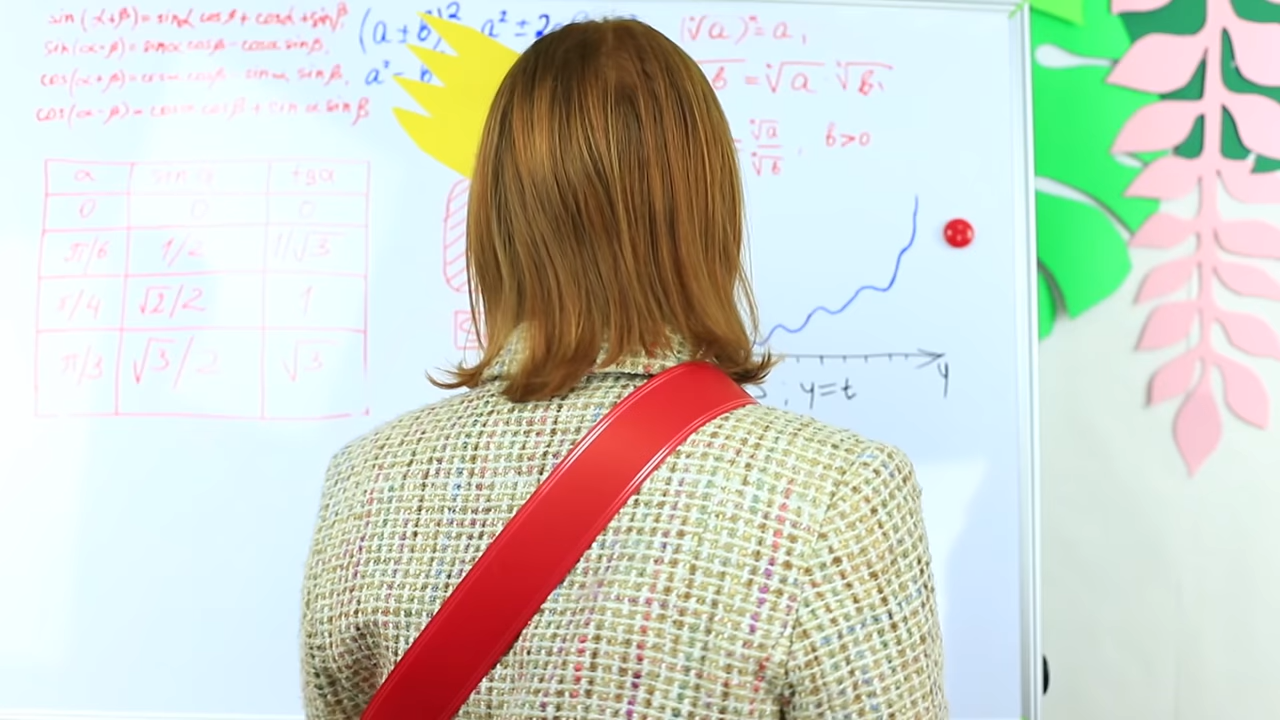 sin(α+β)=sinα cosβ + cosα + sinβ
sin(α-β)=sinα cosβ - cosα sinβ,
cos(α+β)=cosα cosβ - sinα sinβ,
cos(α-β)=cosα cosβ + sinα sinβ
(a±b)² a²±2
a²-b
(ⁿ√a)ⁿ=a,
b = ⁿ√a ⁿ√b,
= ⁿ√a/ⁿ√b, b>0
α sin α tgα
0 0 0
π/6 1/2 1/√3
π/4 √2/2 1
π/3 √3/2 √3
y
; y=t